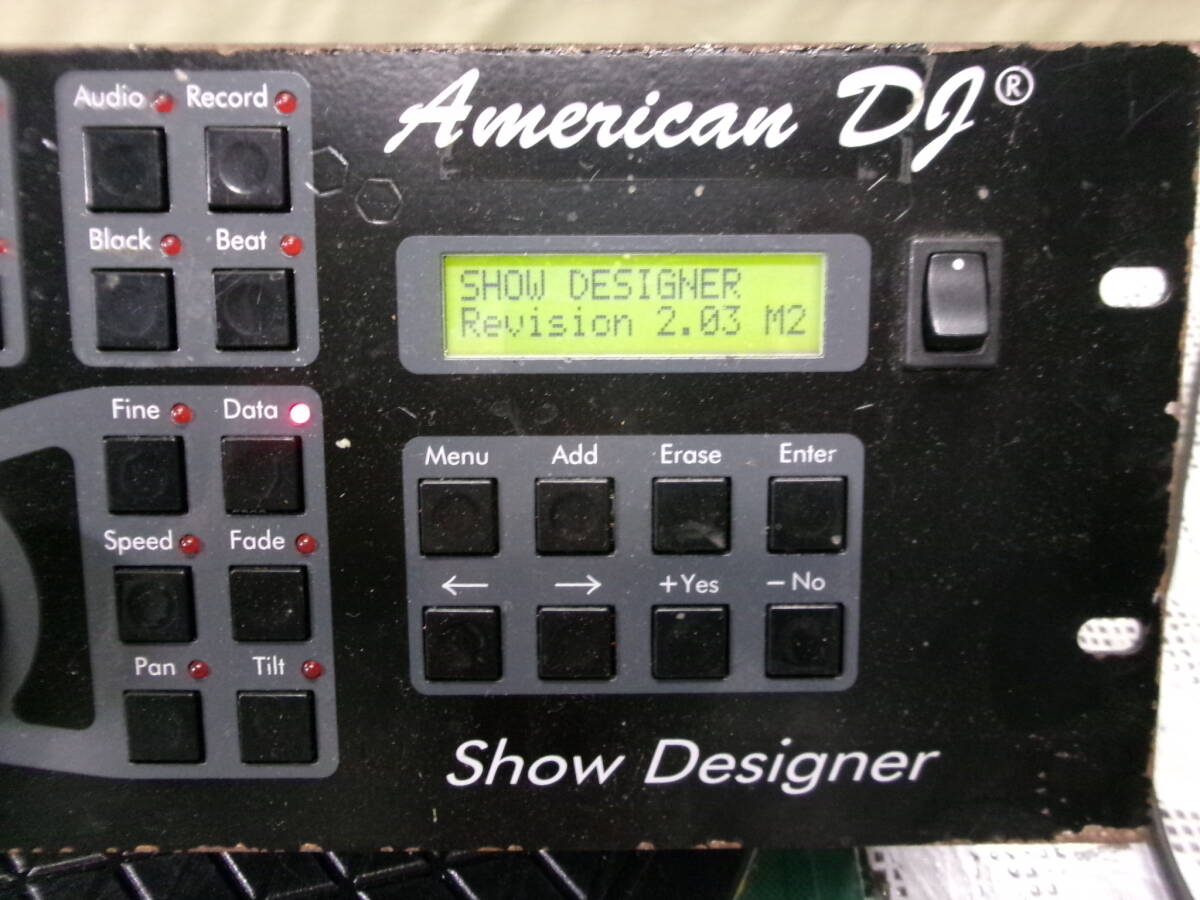 Audio Record
American DJ®
Black Beat
SHOW DESIGNER
Revision 2.03 M2
Fine Data
Menu Add Erase Enter
Speed Fade
← → +Yes −No
Pan Tilt
Show Designer